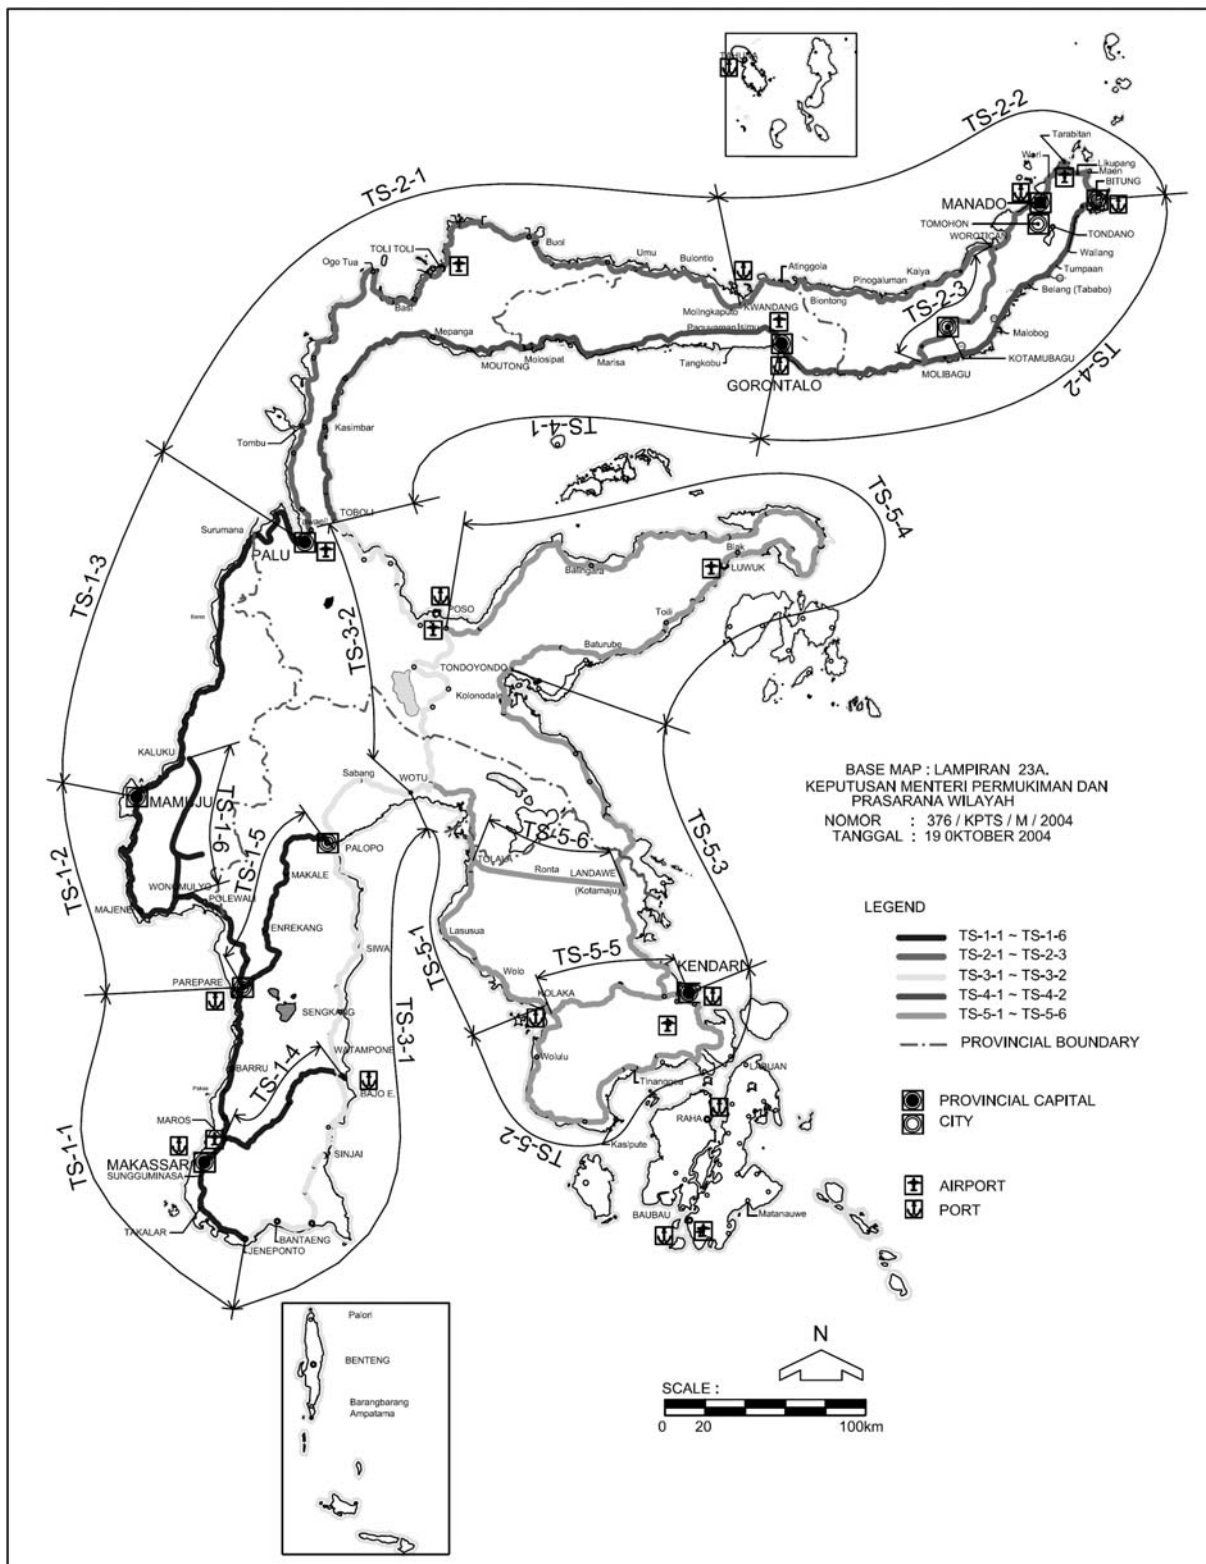 TAHUNA
TS-2-2
Tarabitan
Wori
Likupang
Maen
BITUNG
TS-2-1
MANADO
TOMOHON
TONDANO
WOROTICAN
Wallang
Tumpaan
Belang (Tababo)
TOLI TOLI
Buol
Ogo Tua
Umu
Bulontio
Basi
Atinggola
Kaiya
Pinogaluman
Biontong
TS-2-3
KWANDANG
Molingkapulo
Paguyaman
Isimu
Mepanga
MOUTONG
Molosipat
Marisa
Tangkobu
GORONTALO
Malobog
KOTAMUBAGU
MOLIBAGU
TS-4-2
Tombu
Kasimbar
TS-4-1
TS-5-4
Surumana
Tawaeli
TOBOLI
PALU
TS-1-3
Biak
LUWUK
Balingara
POSO
TS-3-2
Toili
Baturube
TONDOYONDO
Kolonodale
KALUKU
Sabang
WOTU
MAMUJU
TS-1-6
TS-1-5
TS-5-6
TS-5-3
BASE MAP : LAMPIRAN 23A.
KEPUTUSAN MENTERI PERMUKIMAN DAN
PRASARANA WILAYAH
NOMOR : 376 / KPTS / M / 2004
TANGGAL : 19 0KTOBER 2004
PALOPO
TOLALA
Ronta
LANDAWE
(Kotamaju)
TS-1-2
MAKALE
WONOMULYO
POLEWALI
MAJENE
ENREKANG
SIWA
Lasusua
TS-5-1
TS-5-5
Wolo
KENDARI
KOLAKA
PAREPARE
SENGKANG
TS-3-1
WATAMPONE
BARRU
TS-1-4
BAJO E.
Wolulu
Tinanggea
LABUAN
MAROS
MAKASSAR
SUNGGUMINASA
TS-1-1
SINJAI
RAHA
TS-5-2
Kasipute
TAKALAR
BANTAENG
JENEPONTO
BAUBAU
Matanauwe
LEGEND
TS-1-1 ~ TS-1-6
TS-2-1 ~ TS-2-3
TS-3-1 ~ TS-3-2
TS-4-1 ~ TS-4-2
TS-5-1 ~ TS-5-6
PROVINCIAL BOUNDARY
PROVINCIAL CAPITAL
CITY
AIRPORT
PORT
Palori
BENTENG
Barangbarang
Ampatama
N
SCALE :
0 20 100km